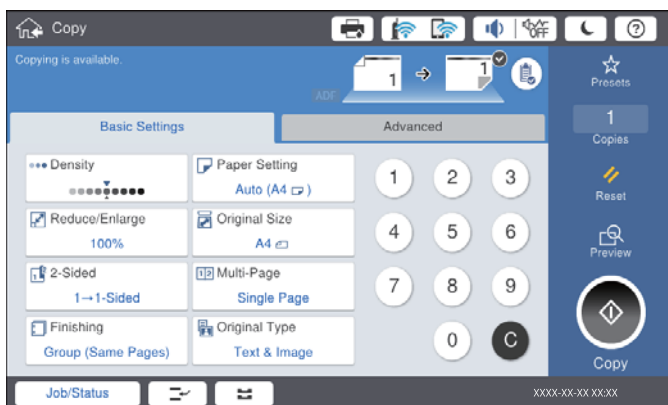 Copy
OFF
?
Copying is available.
ADF
1
1
Presets
Basic Settings
Advanced
1
Copies
Density
Paper Setting
Auto (A4)
1
2
3
Reset
Reduce/Enlarge
100%
Original Size
A4
4
5
6
Preview
2-Sided
1→1-Sided
Multi-Page
Single Page
7
8
9
Finishing
Group (Same Pages)
Original Type
Text & Image
0
C
Copy
Job/Status
XXXX-XX-XX XX:XX